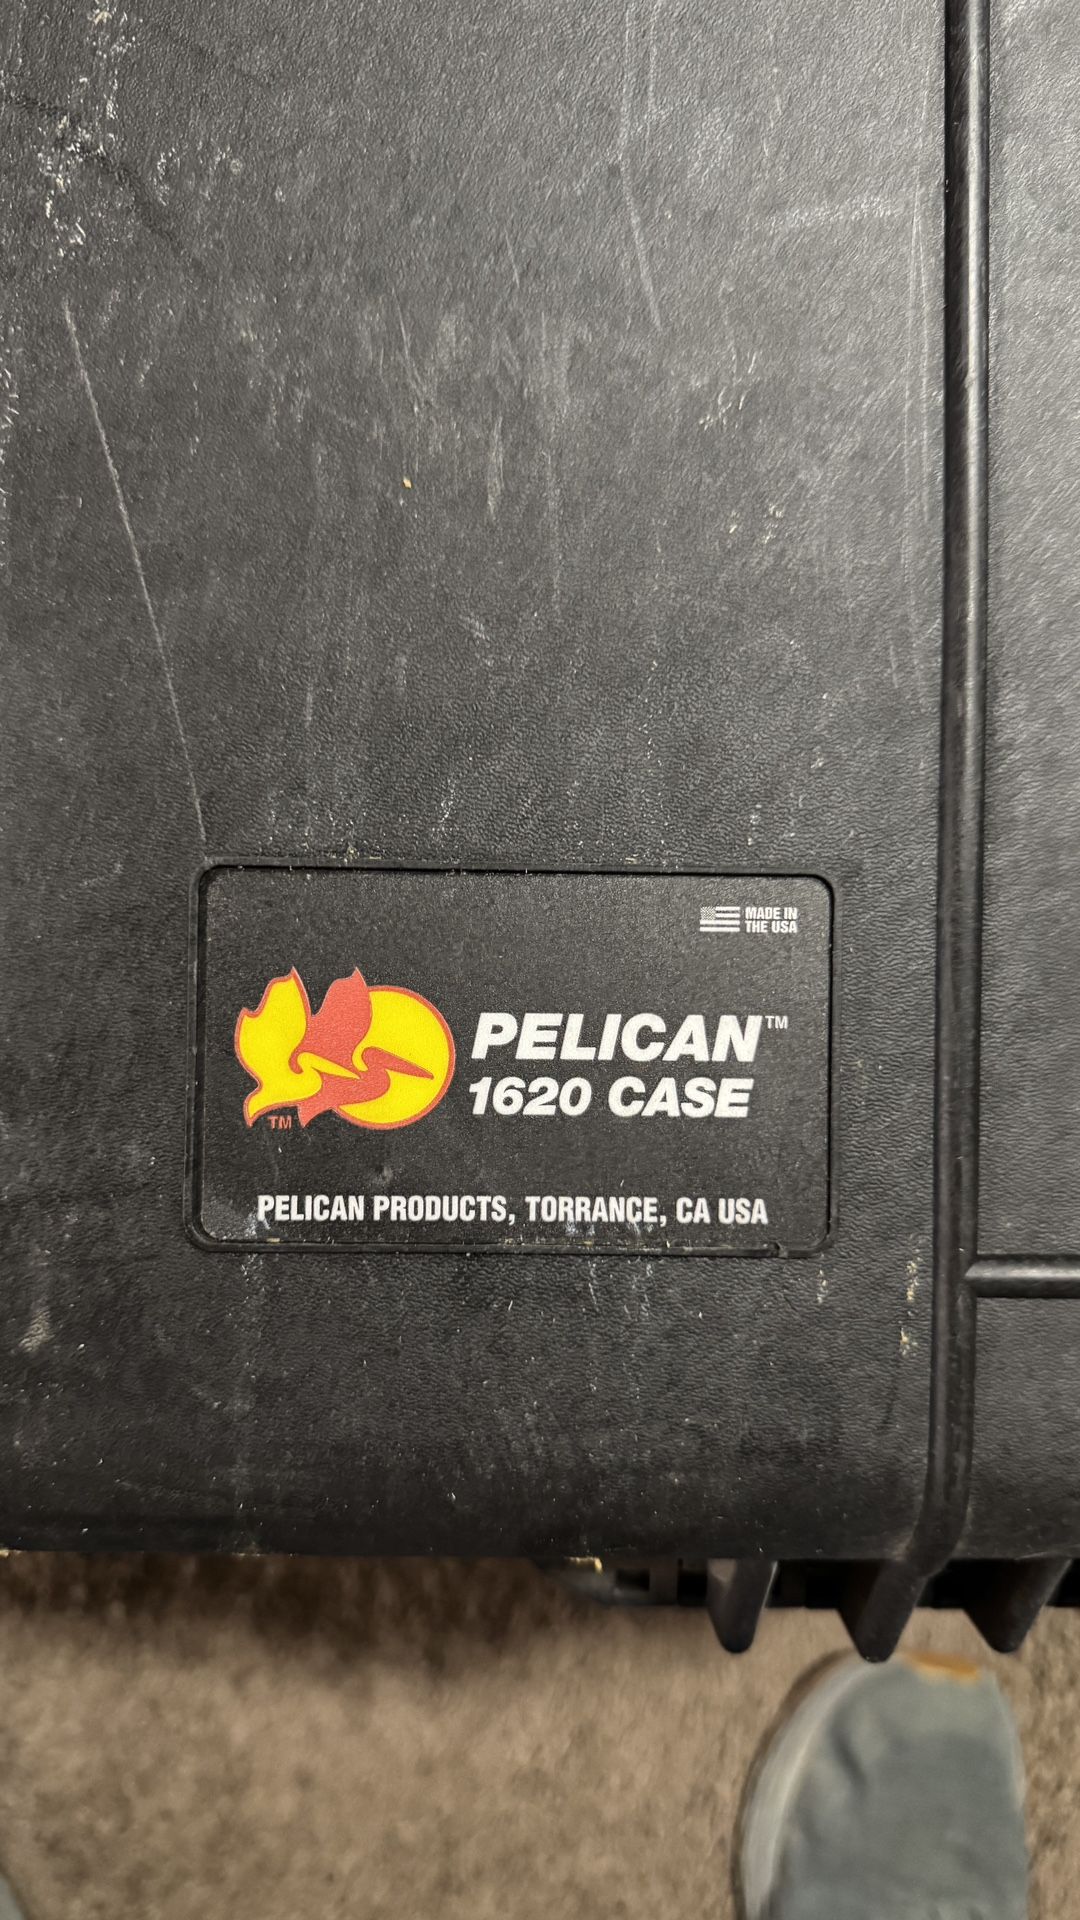 MADE IN
THE USA
PELICAN™
1620 CASE
TM
PELICAN PRODUCTS, TORRANCE, CA USA